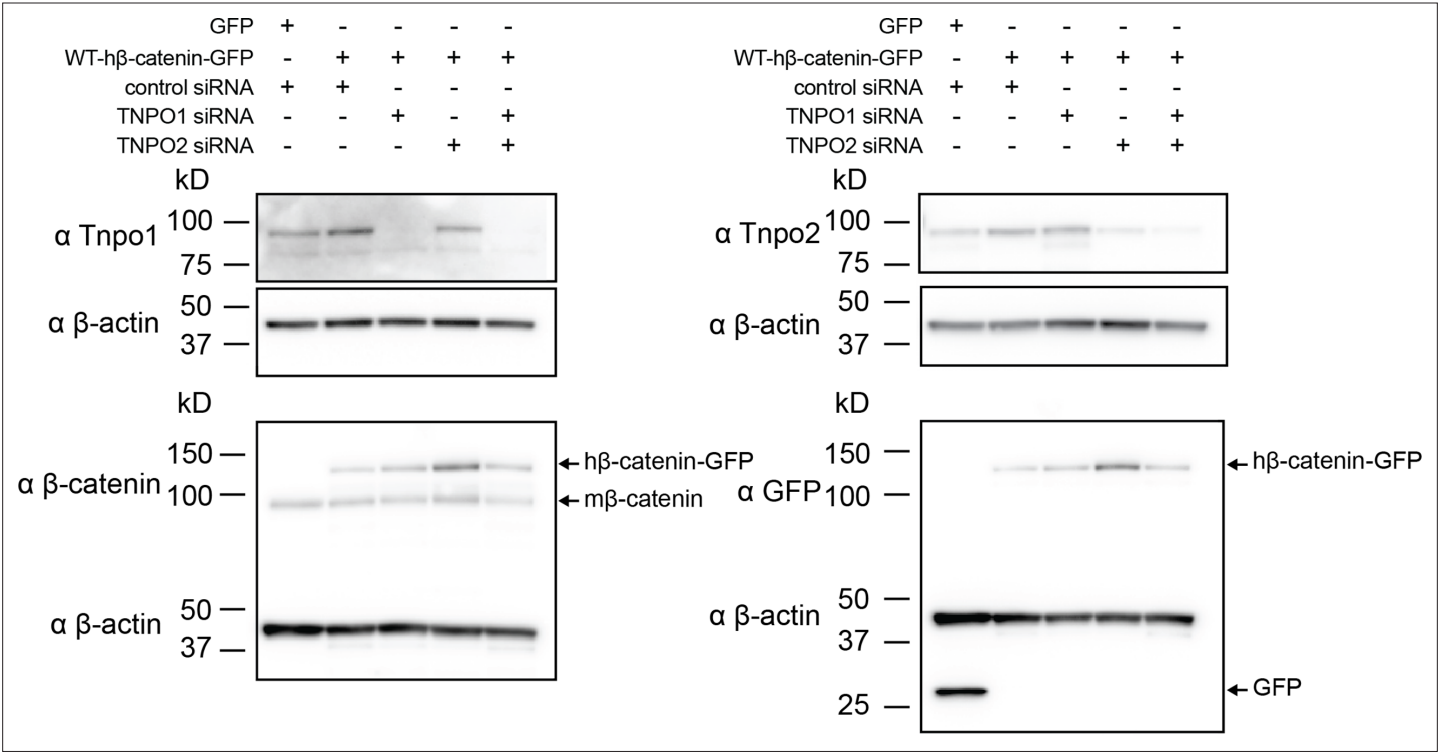 GFP + - - - -
WT-hβ-catenin-GFP - + + + +
control siRNA + + - - -
TNPO1 siRNA - - + - +
TNPO2 siRNA - - - + +
kD
α Tnpo1 100
75
α β-actin 50
37
kD
α β-catenin 150
100
hβ-catenin-GFP
mβ-catenin
α β-actin 50
37
GFP + - - - -
WT-hβ-catenin-GFP - + + + +
control siRNA + + - - -
TNPO1 siRNA - - + - +
TNPO2 siRNA - - - + +
kD
α Tnpo2 100
75
α β-actin 50
37
kD
150
α GFP 100
hβ-catenin-GFP
α β-actin 50
37
25
GFP